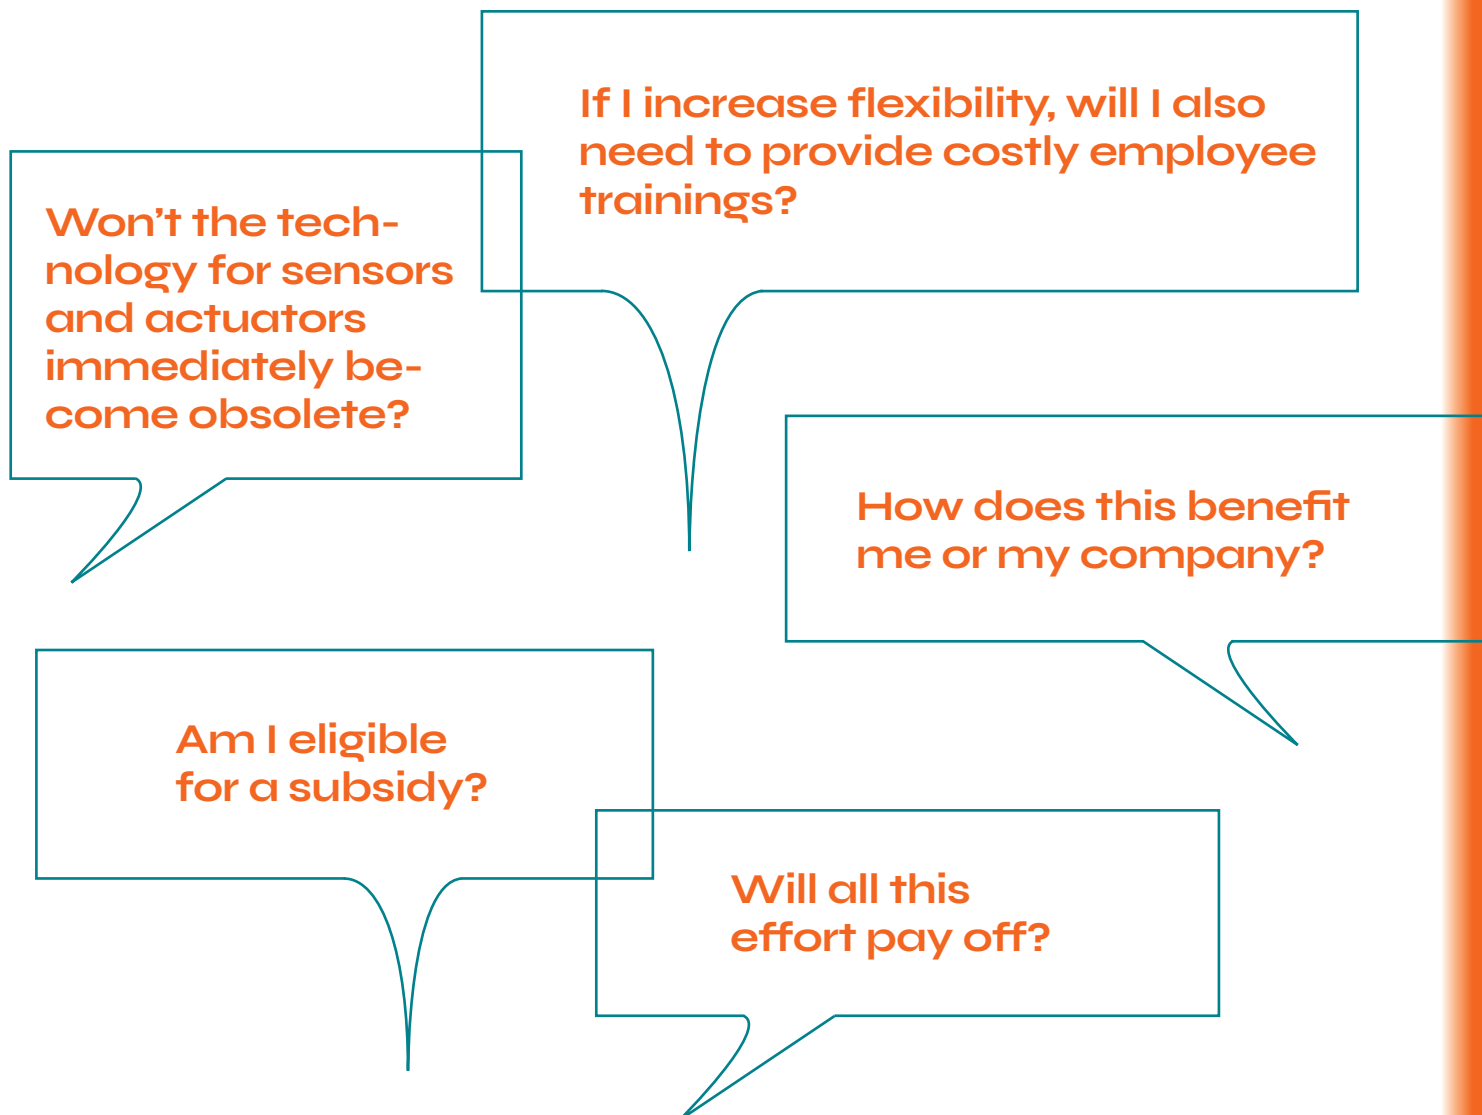 If I increase flexibility, will I also
need to provide costly employee
trainings?
Won’t the tech-
nology for sensors
and actuators
immediately be-
come obsolete?
How does this benefit
me or my company?
Am I eligible
for a subsidy?
Will all this
effort pay off?